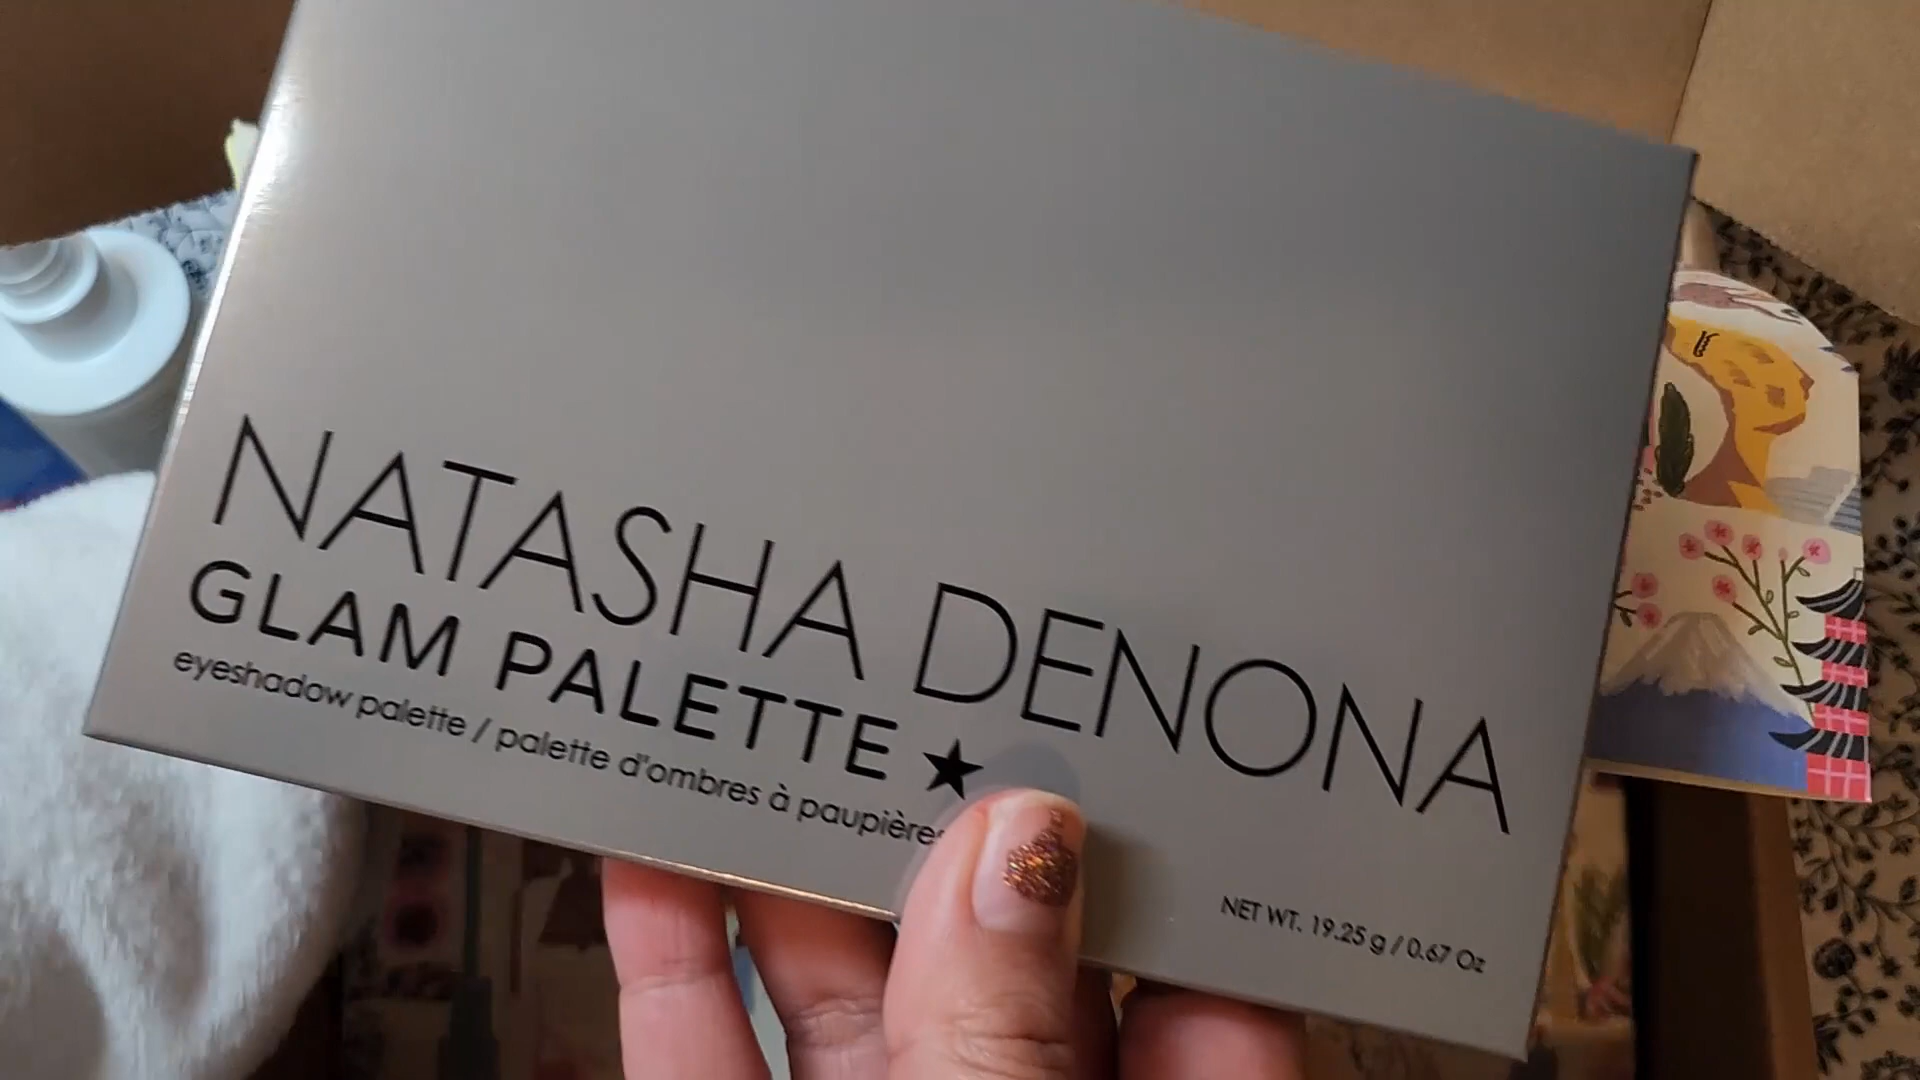 NATASHA DENONA
GLAM PALETTE ★
eyeshadow palette / palette d'ombres à paupières
NET WT. 19.25 g / 0.67 Oz